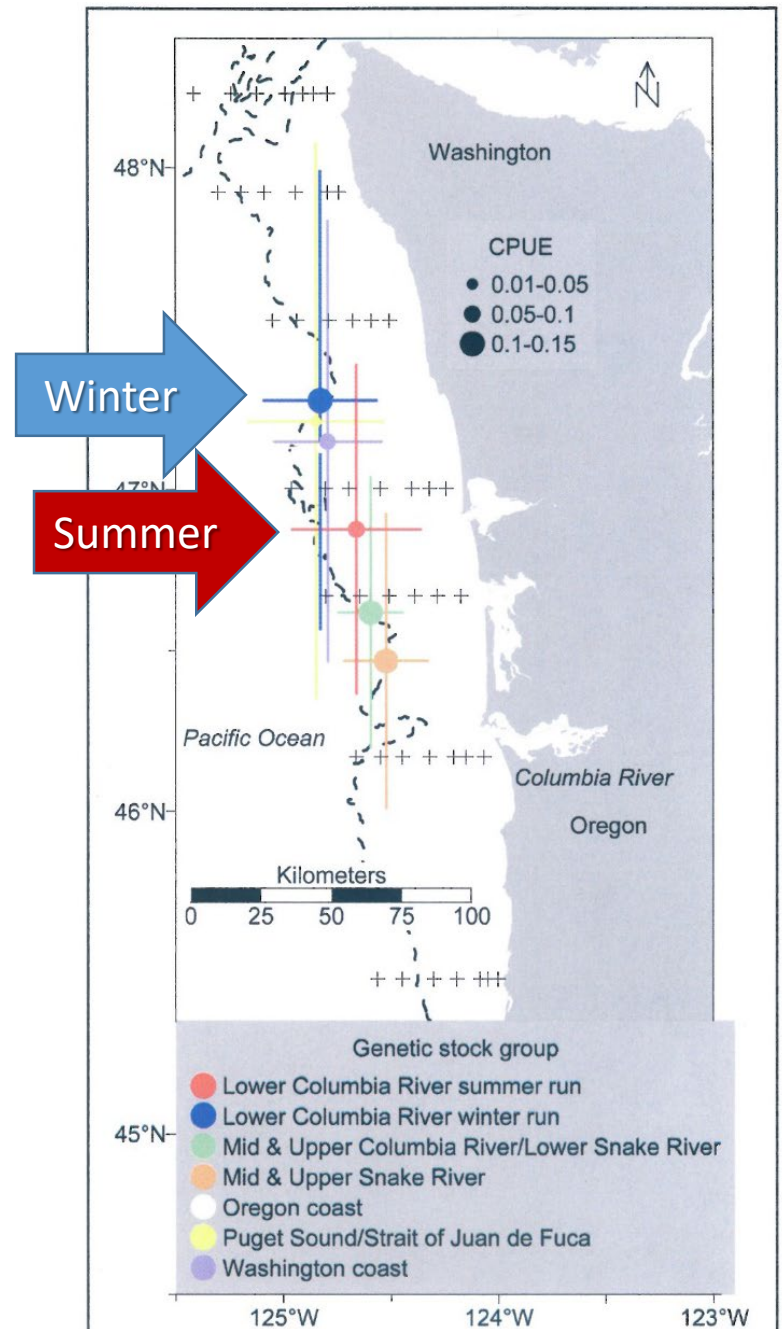 N
Washington
48°N
CPUE
0.01-0.05
0.05-0.1
0.1-0.15
Winter
47°N
Summer
Pacific Ocean
Columbia River
46°N
Oregon
Kilometers
0 25 50 75 100
Genetic stock group
Lower Columbia River summer run
Lower Columbia River winter run
Mid & Upper Columbia River/Lower Snake River
45°N
Mid & Upper Snake River
Oregon coast
Puget Sound/Strait of Juan de Fuca
Washington coast
125°W 124°W 123°W